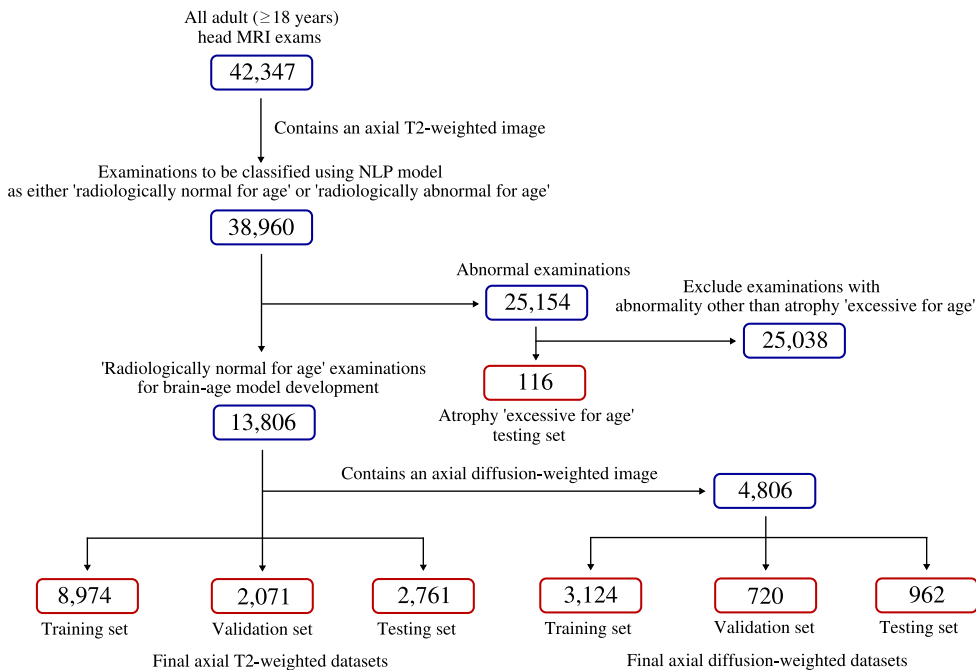 All adult (≥18 years)
head MRI exams
42,347
Contains an axial T2-weighted image
Examinations to be classified using NLP model
as either 'radiologically normal for age' or 'radiologically abnormal for age'
38,960
Abnormal examinations
25,154
Exclude examinations with
abnormality other than atrophy 'excessive for age'
25,038
116
Atrophy 'excessive for age'
testing set
'Radiologically normal for age' examinations
for brain-age model development
13,806
Contains an axial diffusion-weighted image
4,806
8,974
Training set
2,071
Validation set
2,761
Testing set
Final axial T2-weighted datasets
3,124
Training set
720
Validation set
962
Testing set
Final axial diffusion-weighted datasets